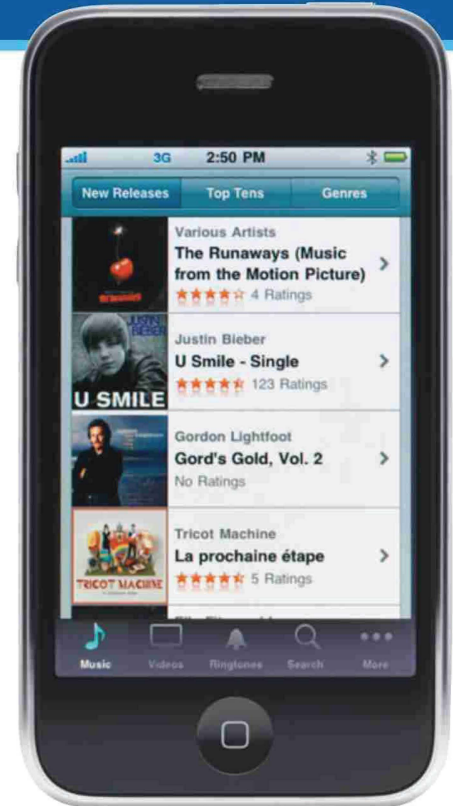 3G 2:50 PM
New Releases Top Tens Genres
Various Artists
The Runaways (Music
from the Motion Picture)
4 Ratings
JUSTIN
BIEBER
U SMILE
Justin Bieber
U Smile - Single
123 Ratings
Gordon Lightfoot
Gord's Gold, Vol. 2
No Ratings
TRICOT MACHINE
Tricot Machine
La prochaine étape
5 Ratings
Music Videos Ringtones Search More